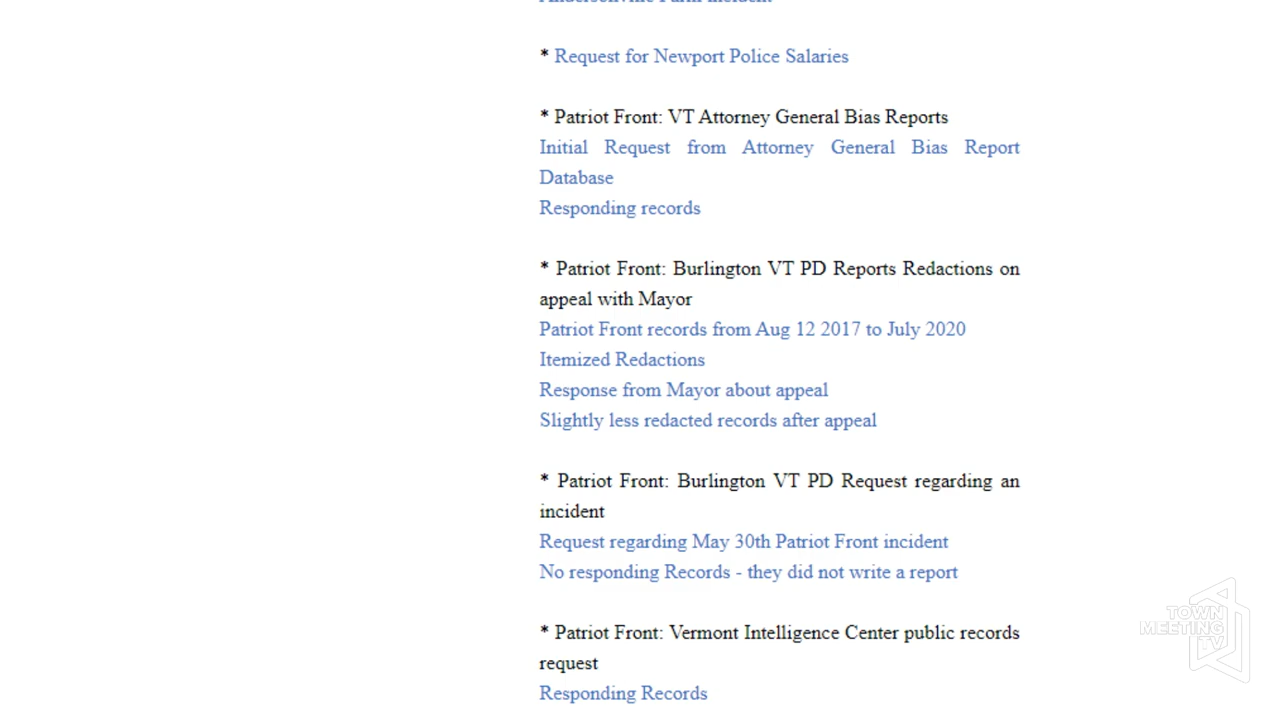 Andersonville Farm incident
* Request for Newport Police Salaries
* Patriot Front: VT Attorney General Bias Reports
Initial Request from Attorney General Bias Report
Database
Responding records
* Patriot Front: Burlington VT PD Reports Redactions on
appeal with Mayor
Patriot Front records from Aug 12 2017 to July 2020
Itemized Redactions
Response from Mayor about appeal
Slightly less redacted records after appeal
* Patriot Front: Burlington VT PD Request regarding an
incident
Request regarding May 30th Patriot Front incident
No responding Records - they did not write a report
* Patriot Front: Vermont Intelligence Center public records
request
Responding Records
TOWN
MEETING
TV